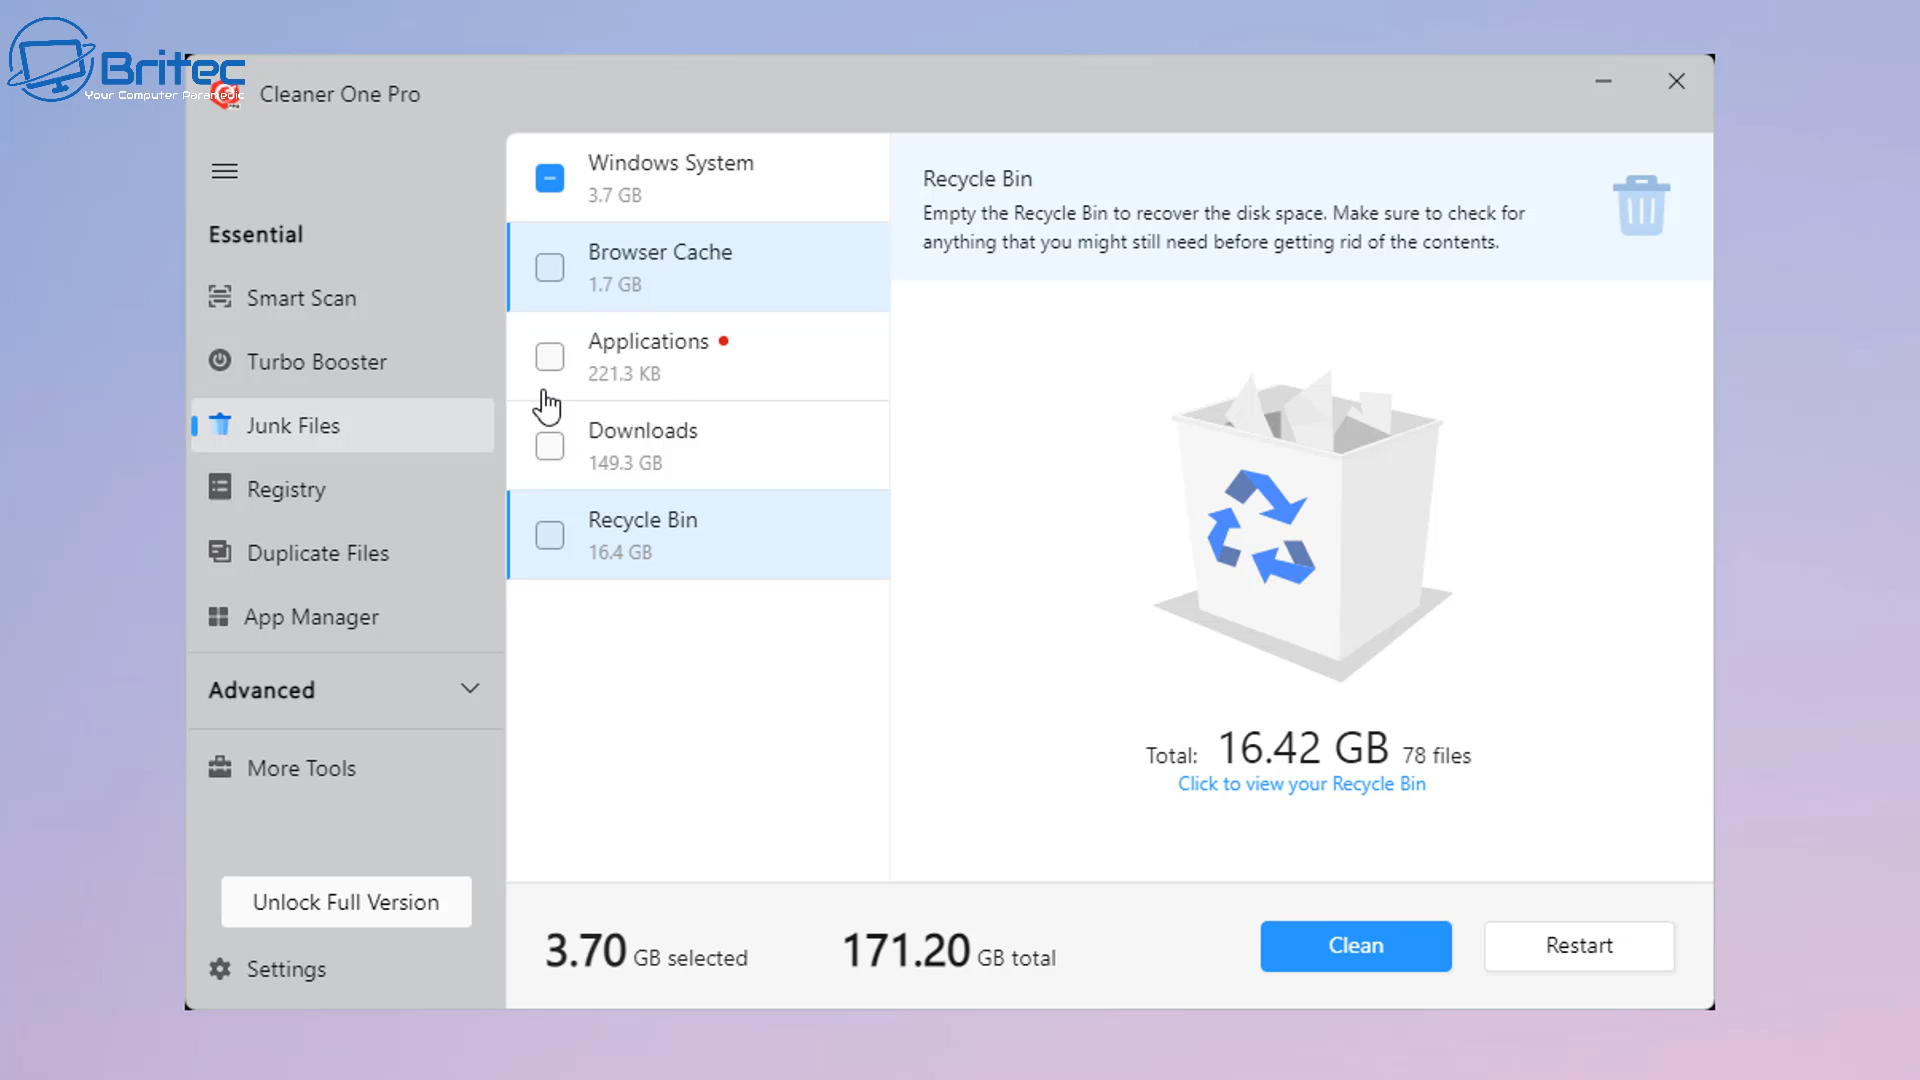 Britec
Your Computer Paramedic
Cleaner One Pro
Essential
Smart Scan
Turbo Booster
Junk Files
Registry
Duplicate Files
App Manager
Advanced
More Tools
Unlock Full Version
Settings
Windows System
3.7 GB
Browser Cache
1.7 GB
Applications
221.3 KB
Downloads
149.3 GB
Recycle Bin
16.4 GB
Recycle Bin
Empty the Recycle Bin to recover the disk space. Make sure to check for
anything that you might still need before getting rid of the contents.
Total: 16.42 GB 78 files
Click to view your Recycle Bin
3.70 GB selected
171.20 GB total
Clean
Restart